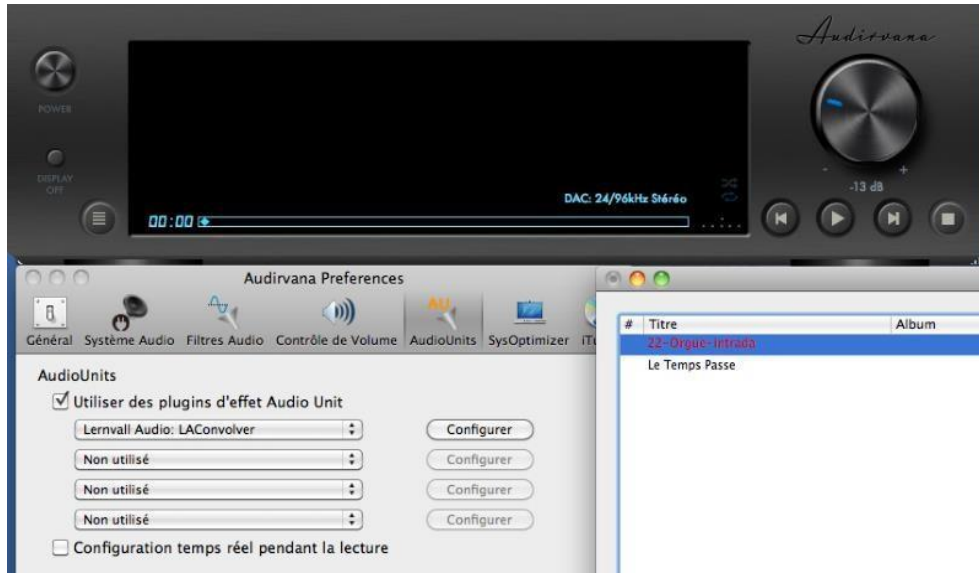 Audirvana
POWER
DISPLAY
OFF
DAC: 24/96kHz Stéréo
00:00
- +
-13 dB
Audirvana Preferences
Général Système Audio Filtres Audio Contrôle de Volume AudioUnits SysOptimizer
AudioUnits
Utiliser des plugins d'effet Audio Unit
Lernvall Audio: LAConvolver Configurer
Non utilisé Configurer
Non utilisé Configurer
Non utilisé Configurer
Configuration temps réel pendant la lecture
# Titre Album
22-Orgue-Intrada
Le Temps Passe